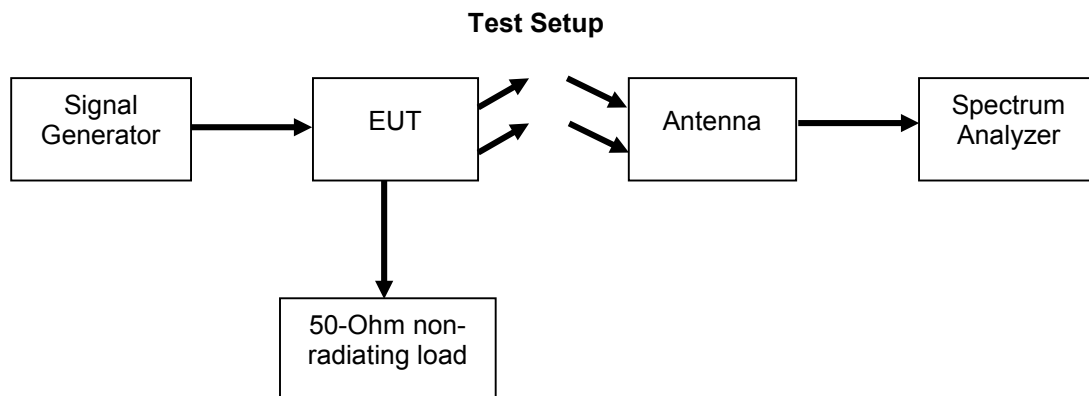 Test Setup
Signal
Generator
EUT
Antenna
Spectrum
Analyzer
50-Ohm non-
radiating load